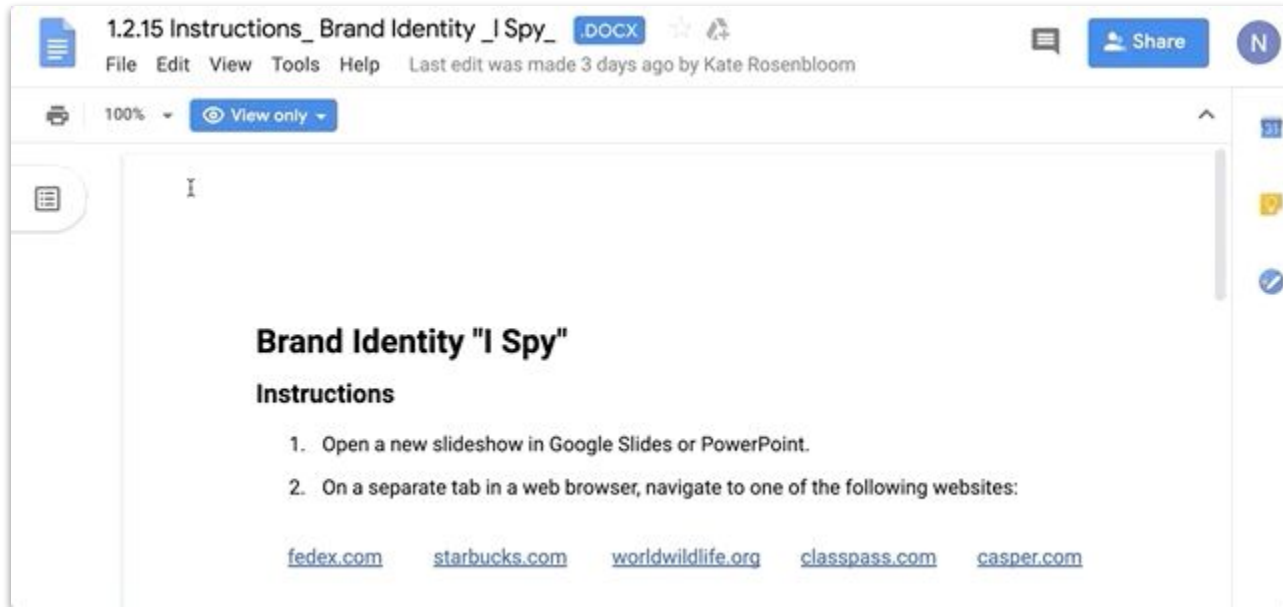 1.2.15 Instructions_ Brand Identity _I Spy_ .DOCX
Share
N
File Edit View Tools Help Last edit was made 3 days ago by Kate Rosenbloom
100% View only
31
Brand Identity "I Spy"
Instructions
1. Open a new slideshow in Google Slides or PowerPoint.
2. On a separate tab in a web browser, navigate to one of the following websites:
fedex.com starbucks.com worldwildlife.org classpass.com casper.com